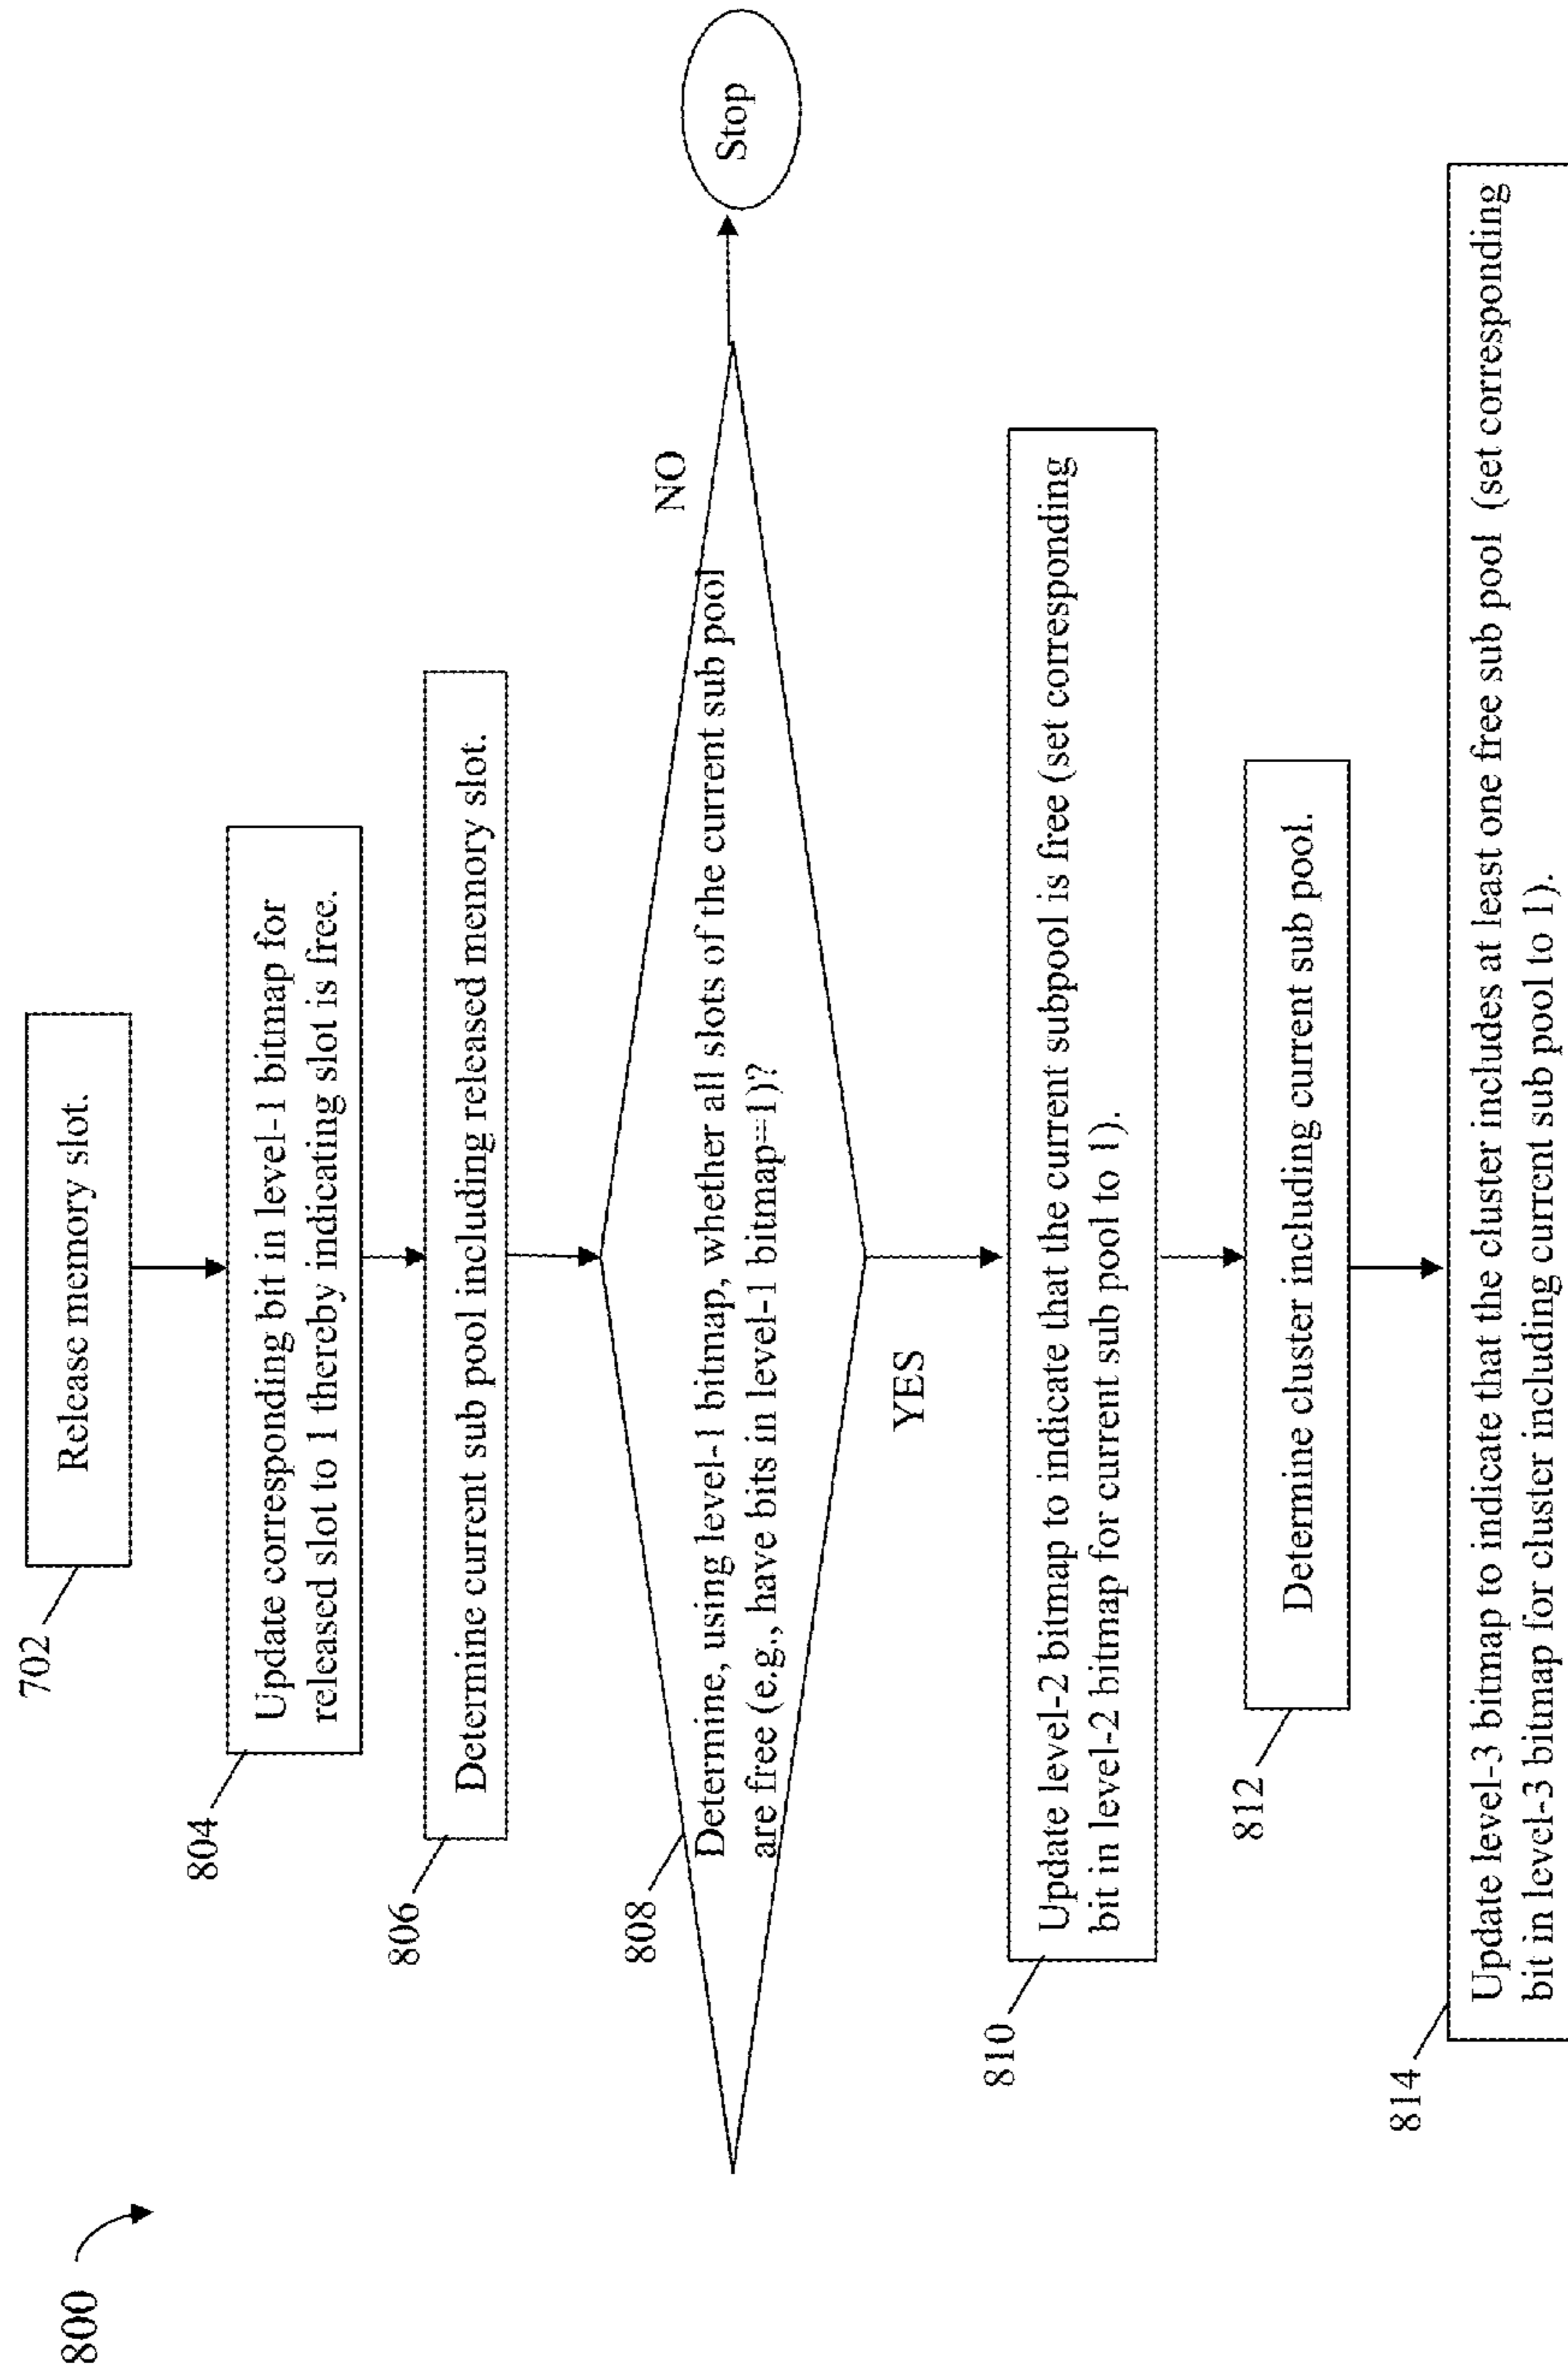 800
702
Release memory slot.
804
Update corresponding bit in level-1 bitmap for
released slot to 1 thereby indicating slot is free.
806
Determine current sub pool including released memory slot.
808
Determine, using level-1 bitmap, whether all slots of the current sub pool
are free (e.g., have bits in level-1 bitmap=1)?
NO
Stop
YES
810
Update level-2 bitmap to indicate that the current subpool is free (set corresponding
bit in level-2 bitmap for current sub pool to 1).
812
Determine cluster including current sub pool.
814
Update level-3 bitmap to indicate that the cluster includes at least one free sub pool (set corresponding
bit in level-3 bitmap for cluster including current sub pool to 1).